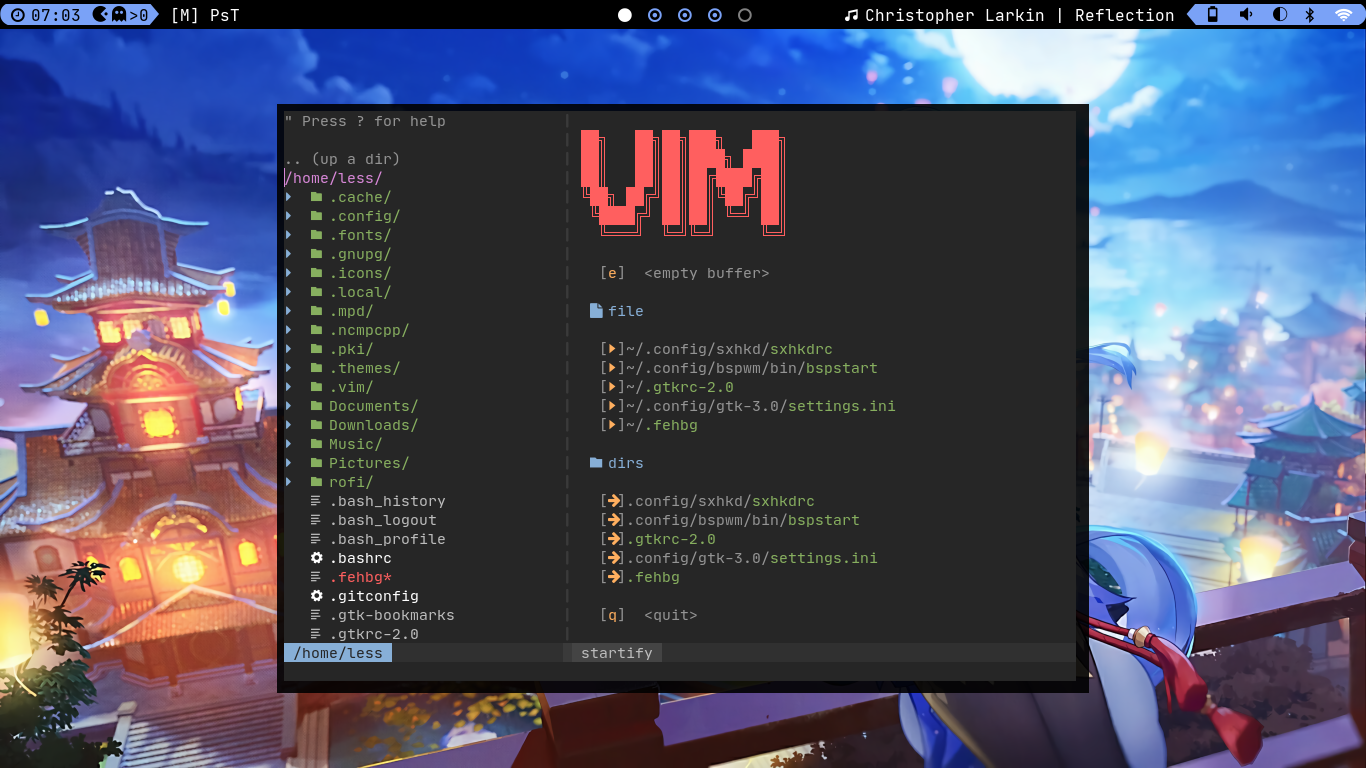 07:03 >0 [M] PsT Christopher Larkin | Reflection
" Press ? for help
.. (up a dir)
/home/less/
.cache/
.config/
.fonts/
.gnupg/
.icons/
.local/
.mpd/
.ncmpcpp/
.pki/
.themes/
.vim/
Documents/
Downloads/
Music/
Pictures/
rofi/
.bash_history
.bash_logout
.bash_profile
.bashrc
.fehbg*
.gitconfig
.gtk-bookmarks
.gtkrc-2.0
/home/less
VIM
[e] <empty buffer>
file
[]~/.config/sxhkd/sxhkdrc
[]~/.config/bspwm/bin/bspstart
[]~/.gtkrc-2.0
[]~/.config/gtk-3.0/settings.ini
[]~/.fehbg
dirs
[].config/sxhkd/sxhkdrc
[].config/bspwm/bin/bspstart
[].gtkrc-2.0
[].config/gtk-3.0/settings.ini
[].fehbg
[q] <quit>
startify